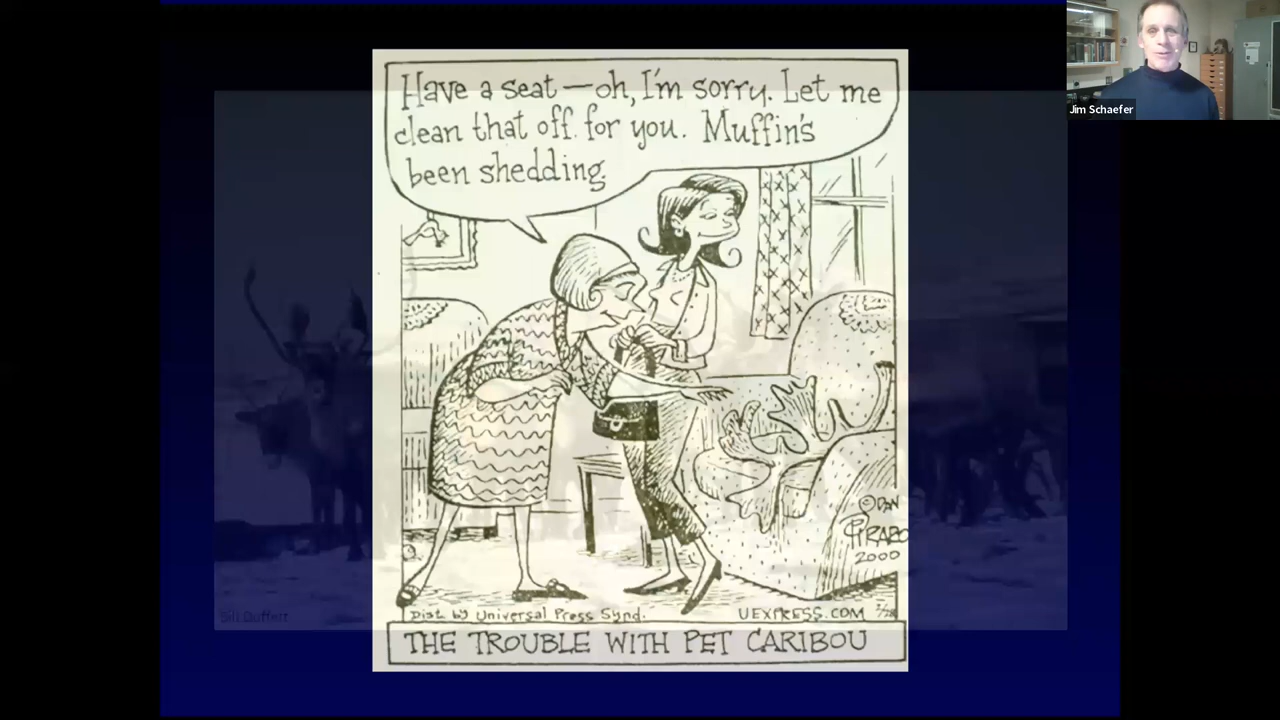 Have a seat — oh, I'm sorry. Let me
clean that off for you. Muffin's
been shedding.
© DAN
PIRARO
2000
Dist. by Universal Press Synd.
UEXPRESS.COM
THE TROUBLE WITH PET CARIBOU
Jim Schaefer